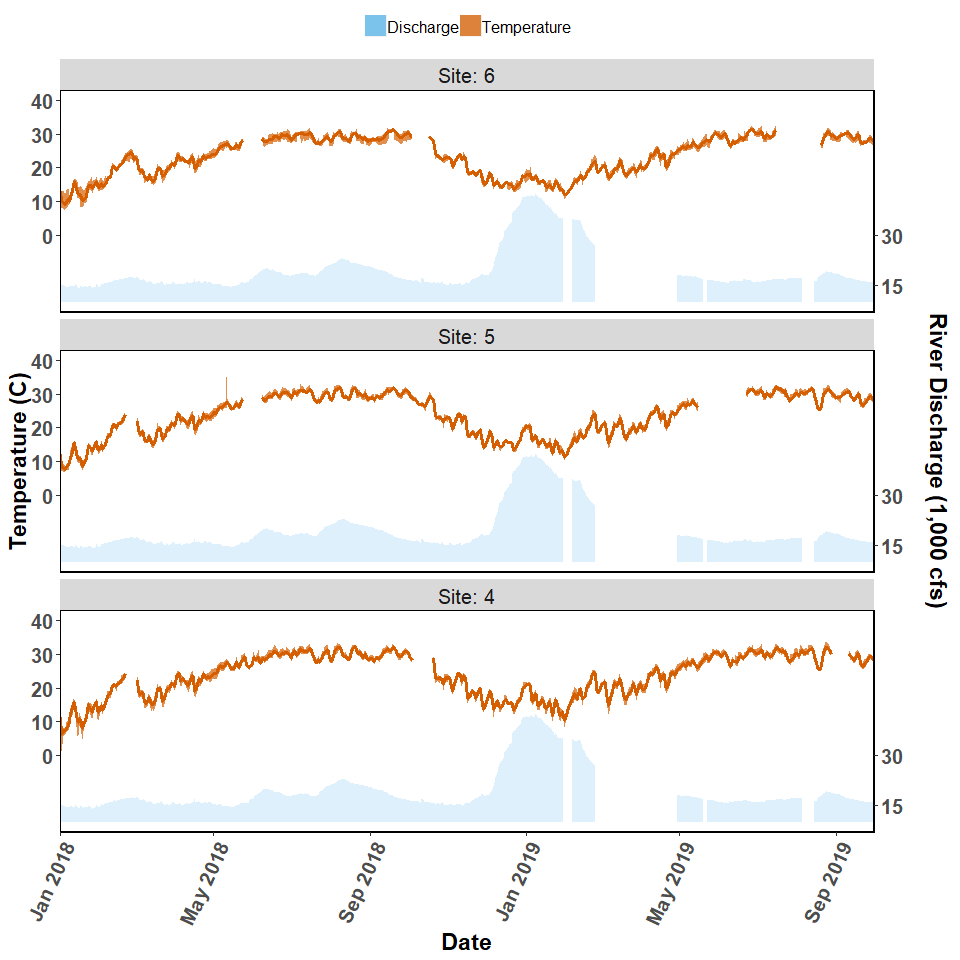 Discharge Temperature
Site: 6
40
30
20
10
0
30
15
Site: 5
40
30
20
10
0
30
15
Site: 4
40
30
20
10
0
30
15
Temperature (C)
River Discharge (1,000 cfs)
Jan 2018
May 2018
Sep 2018
Jan 2019
May 2019
Sep 2019
Date